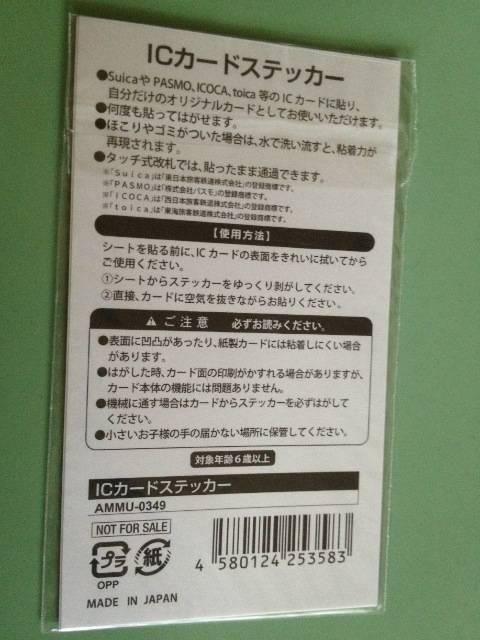 ICカードステッカー
●SuicaやPASMO、ICOCA、toica 等のICカードに貼り、
自分だけのオリジナルカードとしてお使いいただけます。
●何度も貼ってはがせます。
●ほこりやゴミがついた場合は、水で洗い流すと、粘着力が
再現されます。
●タッチ式改札では、貼ったまま通過できます。
※「Suica」は「東日本旅客鉄道株式会社」の登録商標です。
※「PASMO」は「株式会社パスモ」の登録商標です。
※「ICOCA」は「西日本旅客鉄道株式会社」の登録商標です。
※「toica」は「東海旅客鉄道株式会社」の登録商標です。
【使用方法】
シートを貼る前に、ICカードの表面をきれいに拭いてから
ご使用ください。
①シートからステッカーをゆっくり剥がしてください。
②直接、カードに空気を抜きながらお貼りください。
⚠ ご注意 必ずお読みください。
●表面に凹凸があったり、紙製カードには粘着しにくい場合
があります。
●はがした時、カード面の印刷がかすれる場合がありますが、
カード本体の機能には問題ありません。
●機械に通す場合はカードからステッカーを必ずはがして
ください。
●小さいお子様の手の届かない場所に保管してください。
対象年齢6歳以上
ICカードステッカー
AMMU-0349
NOT FOR SALE
プラ 紙
OPP
4 580124 253583
MADE IN JAPAN